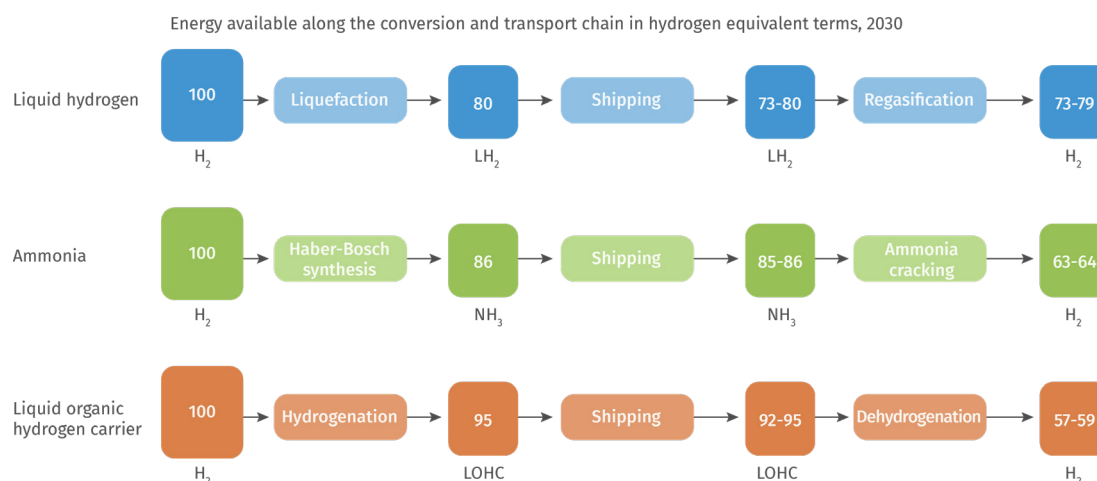 Energy available along the conversion and transport chain in hydrogen equivalent terms, 2030
Liquid hydrogen
100
Liquefaction
80
Shipping
73-80
Regasification
73-79
H₂
LH₂
LH₂
H₂
Ammonia
100
Haber-Bosch
synthesis
86
Shipping
85-86
Ammonia
cracking
63-64
H₂
NH₃
NH₃
H₂
Liquid organic
hydrogen carrier
100
Hydrogenation
95
Shipping
92-95
Dehydrogenation
57-59
H₂
LOHC
LOHC
H₂